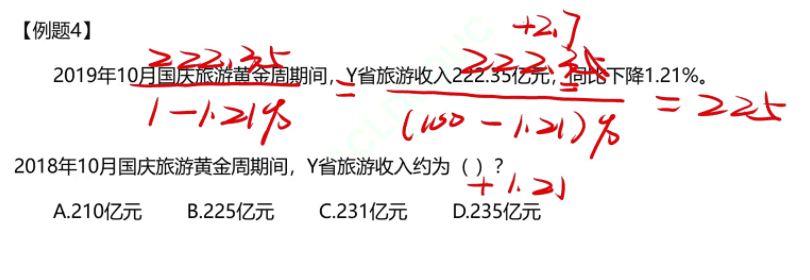 【例题4】
+2.7
222.35 222.35
2019年10月国庆旅游黄金周期间，Y省旅游收入222.35亿元，同比下降1.21%。
1-1.21% = (100-1.21)% = 225
2018年10月国庆旅游黄金周期间，Y省旅游收入约为（ ）？
+1.21
A.210亿元 B.225亿元 C.231亿元 D.235亿元